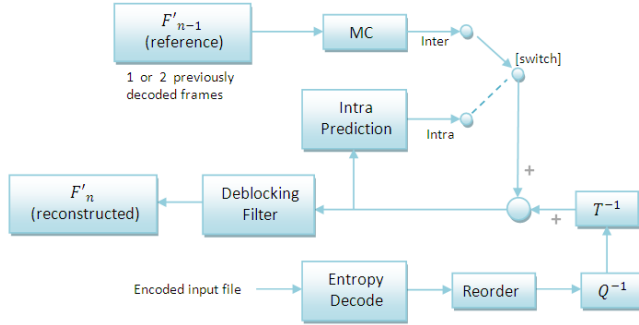 F′ₙ₋₁
(reference)
MC
Inter
[switch]
1 or 2 previously
decoded frames
Intra
Prediction
Intra
+
F′ₙ
(reconstructed)
Deblocking
Filter
+
T⁻¹
Encoded input file
Entropy
Decode
Reorder
Q⁻¹